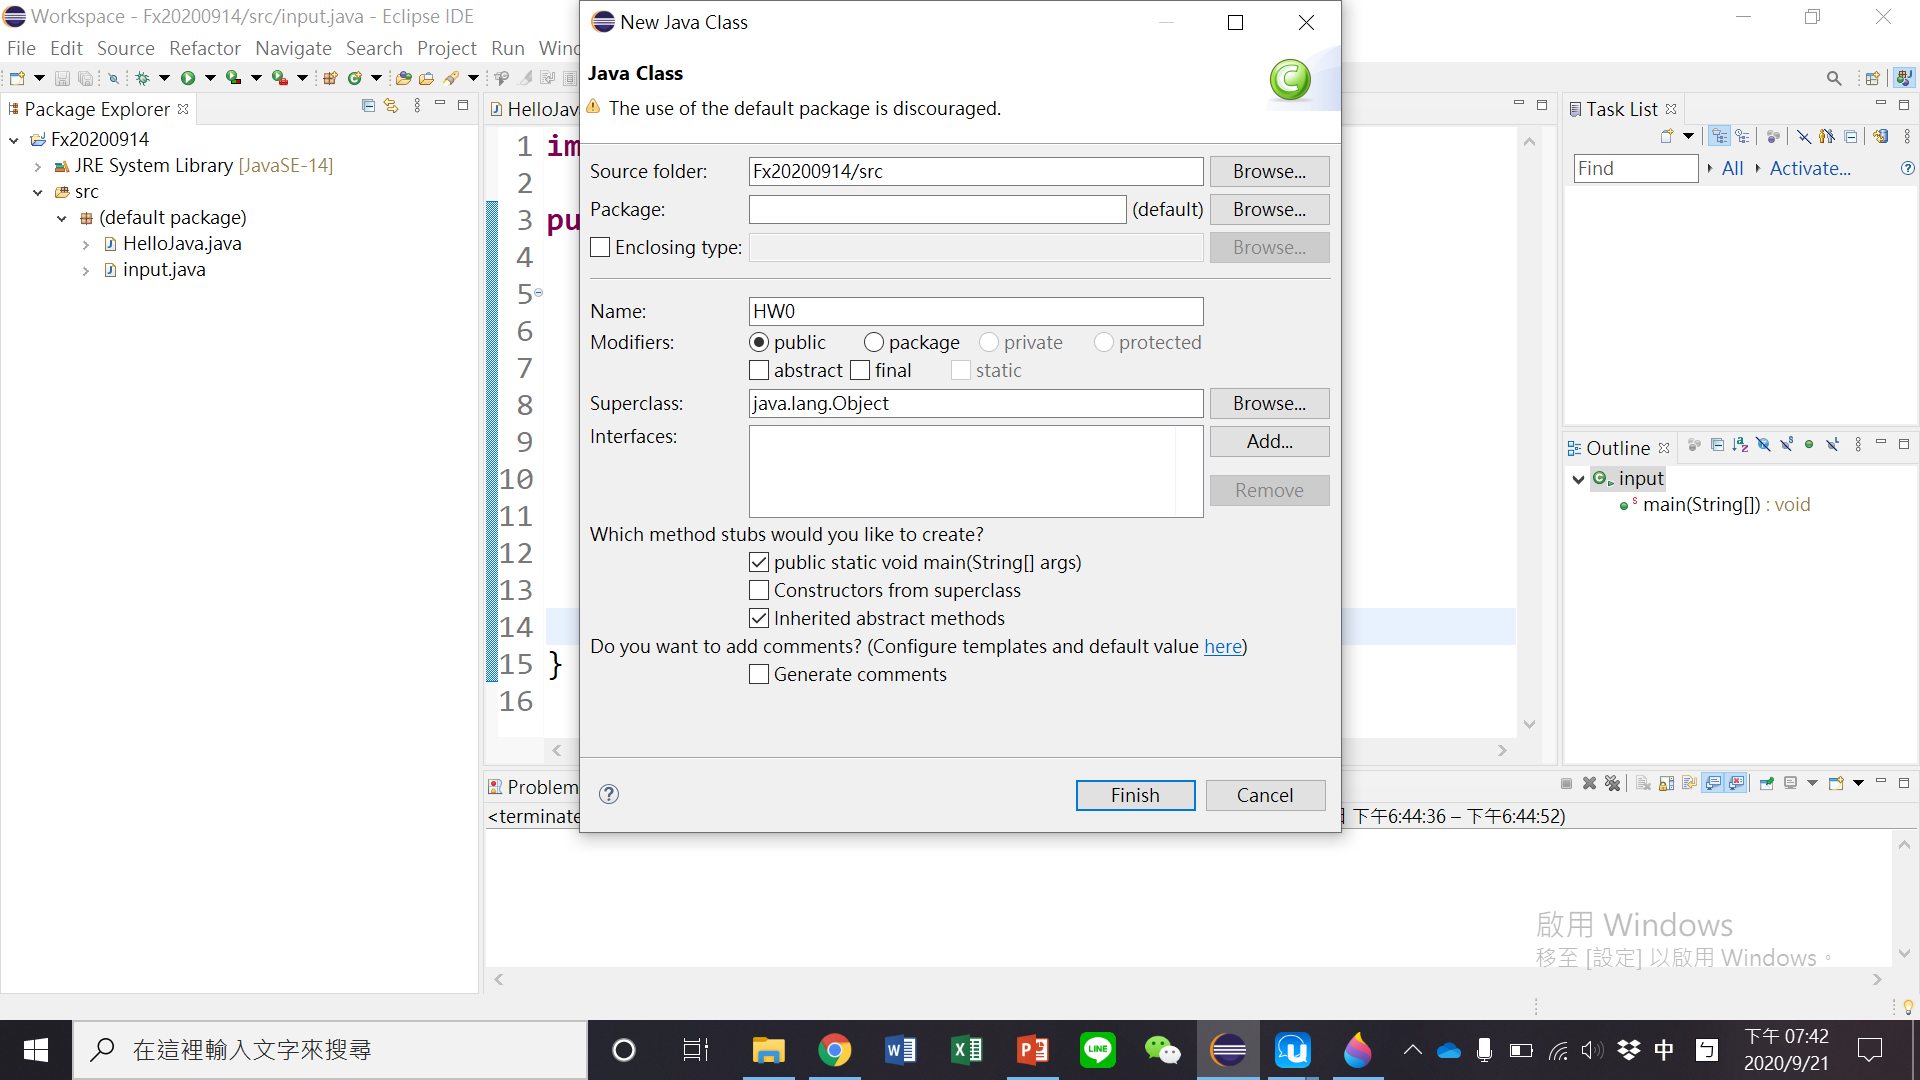 Workspace - Fx20200914/src/input.java - Eclipse IDE
File Edit Source Refactor Navigate Search Project Run Wind
Package Explorer
Fx20200914
JRE System Library [JavaSE-14]
src
(default package)
HelloJava.java
input.java
HelloJav
1 im
2
3 pu
4
5
6
7
8
9
10
11
12
13
14
15 }
16
New Java Class
Java Class
The use of the default package is discouraged.
Source folder: Fx20200914/src Browse...
Package: (default) Browse...
Enclosing type: Browse...
Name: HW0
Modifiers: public package private protected
abstract final static
Superclass: java.lang.Object Browse...
Interfaces: Add...
Remove
Which method stubs would you like to create?
public static void main(String[] args)
Constructors from superclass
Inherited abstract methods
Do you want to add comments? (Configure templates and default value here)
Generate comments
Finish Cancel
Task List
Find All Activate...
Outline
input
main(String[]) : void
Problem
<terminate 下午6:44:36 – 下午6:44:52)
啟用 Windows
移至 [設定] 以啟用 Windows。
在這裡輸入文字來搜尋
中
下午 07:42
2020/9/21